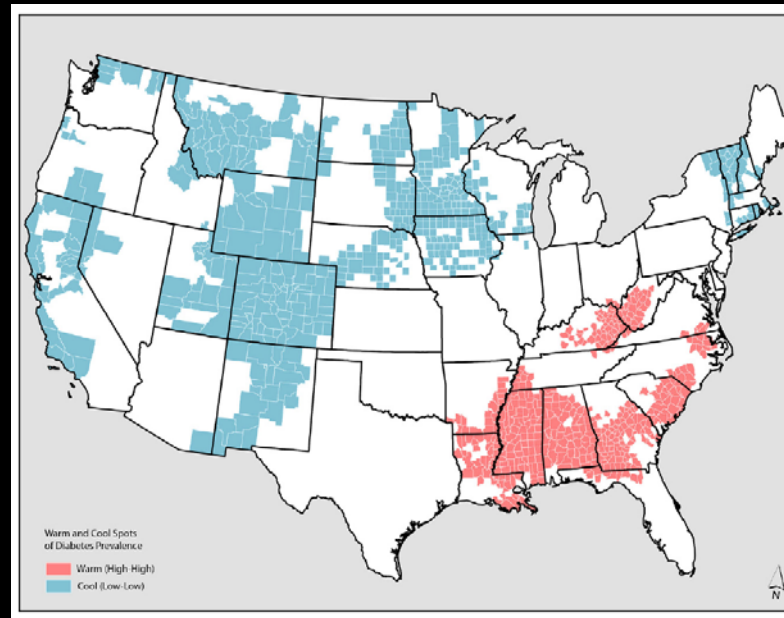 Warm and Cool Spots
of Diabetes Prevalence
Warm (High-High)
Cool (Low-Low)
N